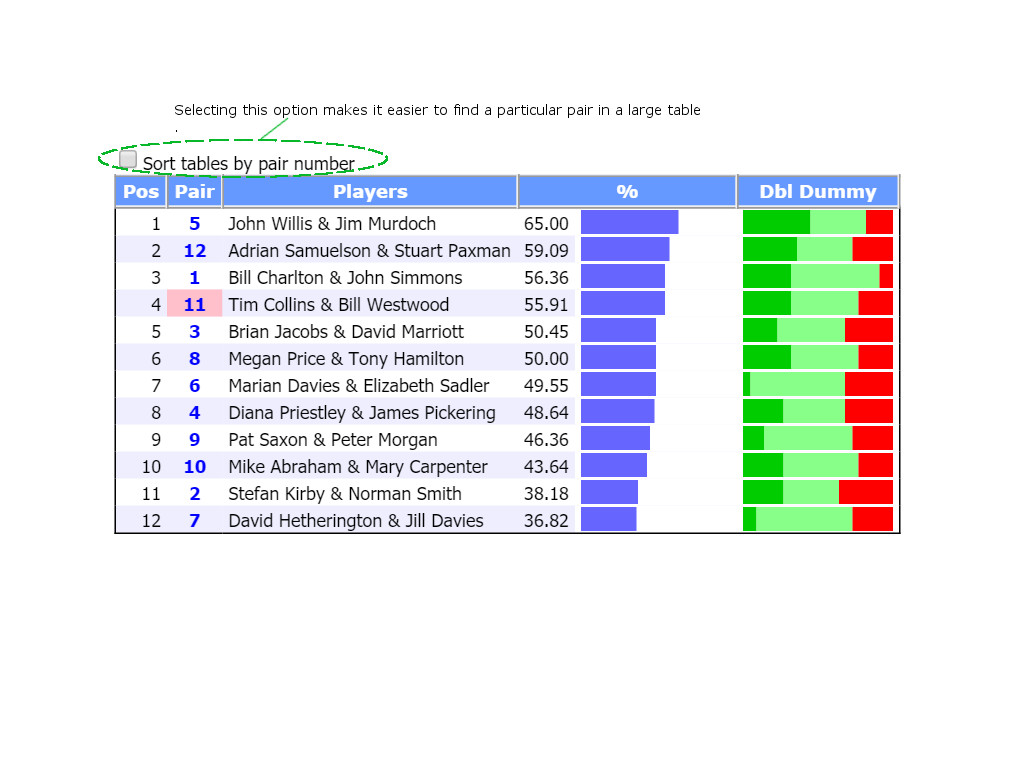 Selecting this option makes it easier to find a particular pair in a large table
.
Sort tables by pair number
Pos Pair Players % Dbl Dummy
1 5 John Willis & Jim Murdoch 65.00
2 12 Adrian Samuelson & Stuart Paxman 59.09
3 1 Bill Charlton & John Simmons 56.36
4 11 Tim Collins & Bill Westwood 55.91
5 3 Brian Jacobs & David Marriott 50.45
6 8 Megan Price & Tony Hamilton 50.00
7 6 Marian Davies & Elizabeth Sadler 49.55
8 4 Diana Priestley & James Pickering 48.64
9 9 Pat Saxon & Peter Morgan 46.36
10 10 Mike Abraham & Mary Carpenter 43.64
11 2 Stefan Kirby & Norman Smith 38.18
12 7 David Hetherington & Jill Davies 36.82